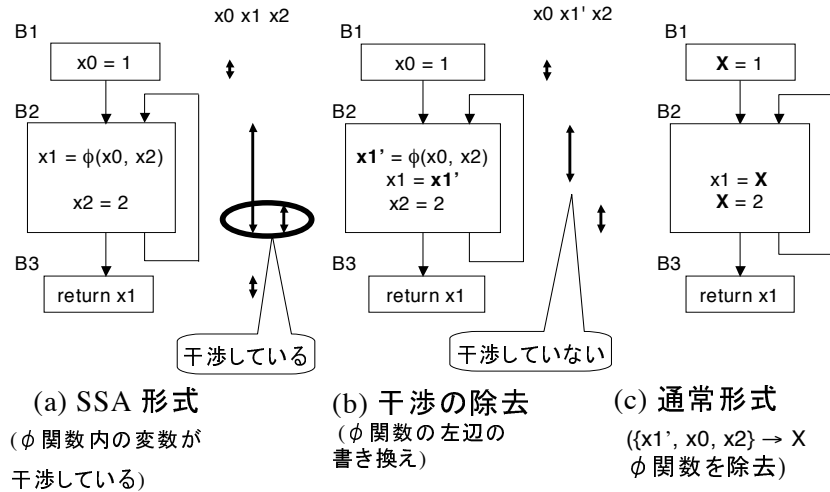 x0 x1 x2
B1
x0 = 1
B2
x1 = ϕ(x0, x2)
x2 = 2
B3
return x1
干渉している
(a) SSA 形式
(φ関数内の変数が
干渉している)
x0 x1' x2
B1
x0 = 1
B2
x1’ = ϕ(x0, x2)
x1 = x1’
x2 = 2
B3
return x1
干渉していない
(b) 干渉の除去
(φ関数の左辺の
書き換え)
B1
X = 1
B2
x1 = X
X = 2
B3
return x1
(c) 通常形式
({x1’, x0, x2} → X
φ関数を除去)